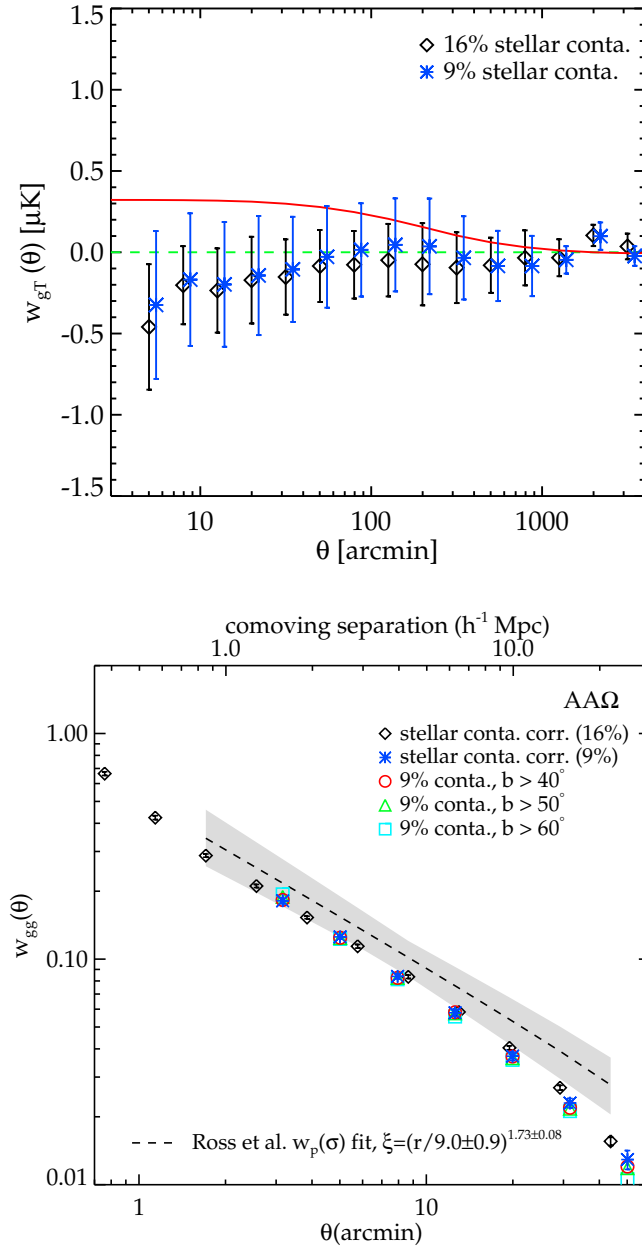 1.5
1.0
0.5
0.0
-0.5
-1.0
-1.5
w_gT (θ) [μK]
16% stellar conta.
9% stellar conta.
10 100 1000
θ [arcmin]
comoving separation (h^-1 Mpc)
1.0 10.0
AAΩ
stellar conta. corr. (16%)
stellar conta. corr. (9%)
9% conta., b > 40°
9% conta., b > 50°
9% conta., b > 60°
1.00
0.10
0.01
w_gg(θ)
Ross et al. w_p(σ) fit, ξ=(r/9.0±0.9)^1.73±0.08
1 10
θ(arcmin)